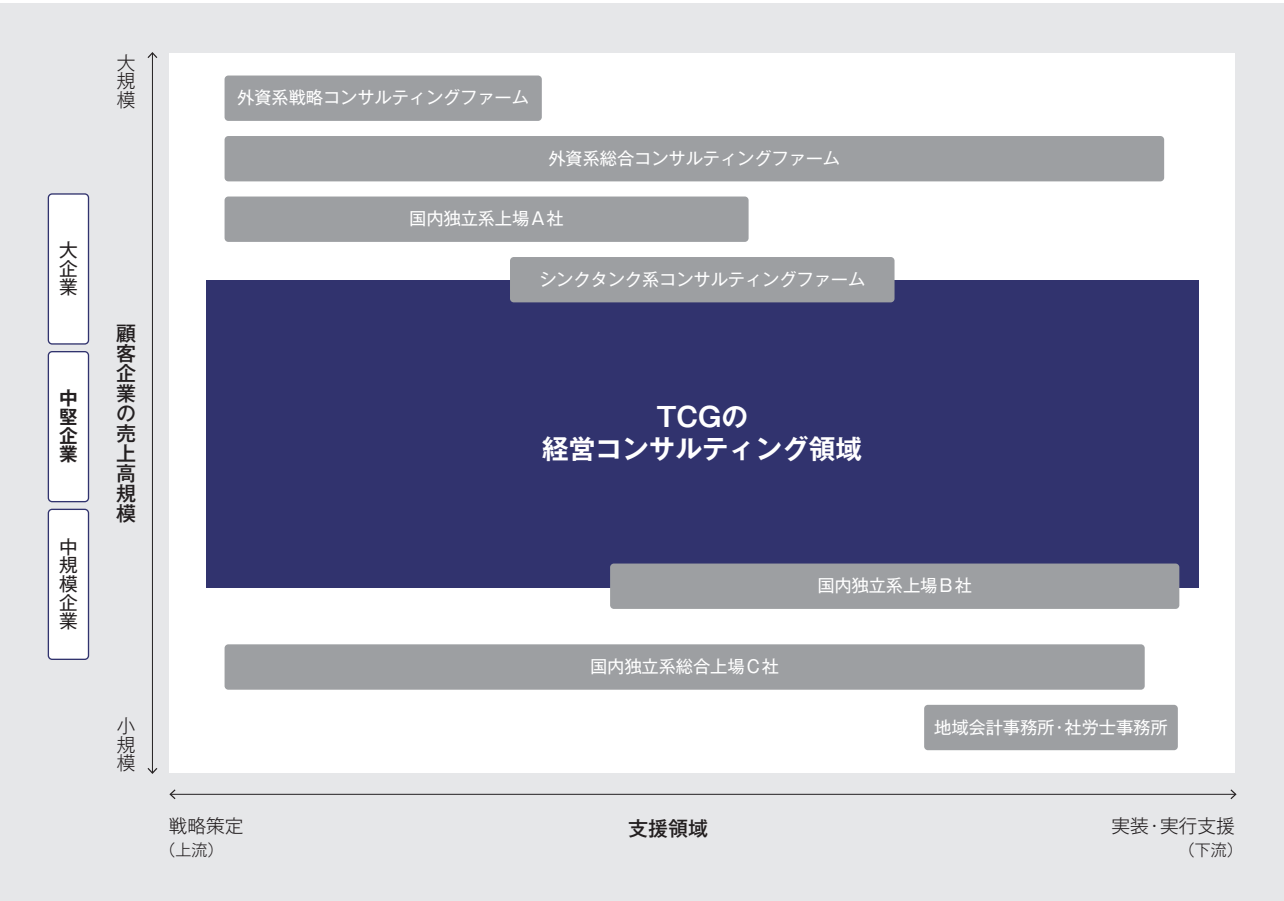 大規模
外資系戦略コンサルティングファーム
外資系総合コンサルティングファーム
国内独立系上場A社
シンクタンク系コンサルティングファーム
大企業
中堅企業
中規模企業
顧客企業の売上高規模
TCGの
経営コンサルティング領域
国内独立系上場B社
国内独立系総合上場C社
地域会計事務所・社労士事務所
小規模
戦略策定
（上流）
支援領域
実装・実行支援
（下流）